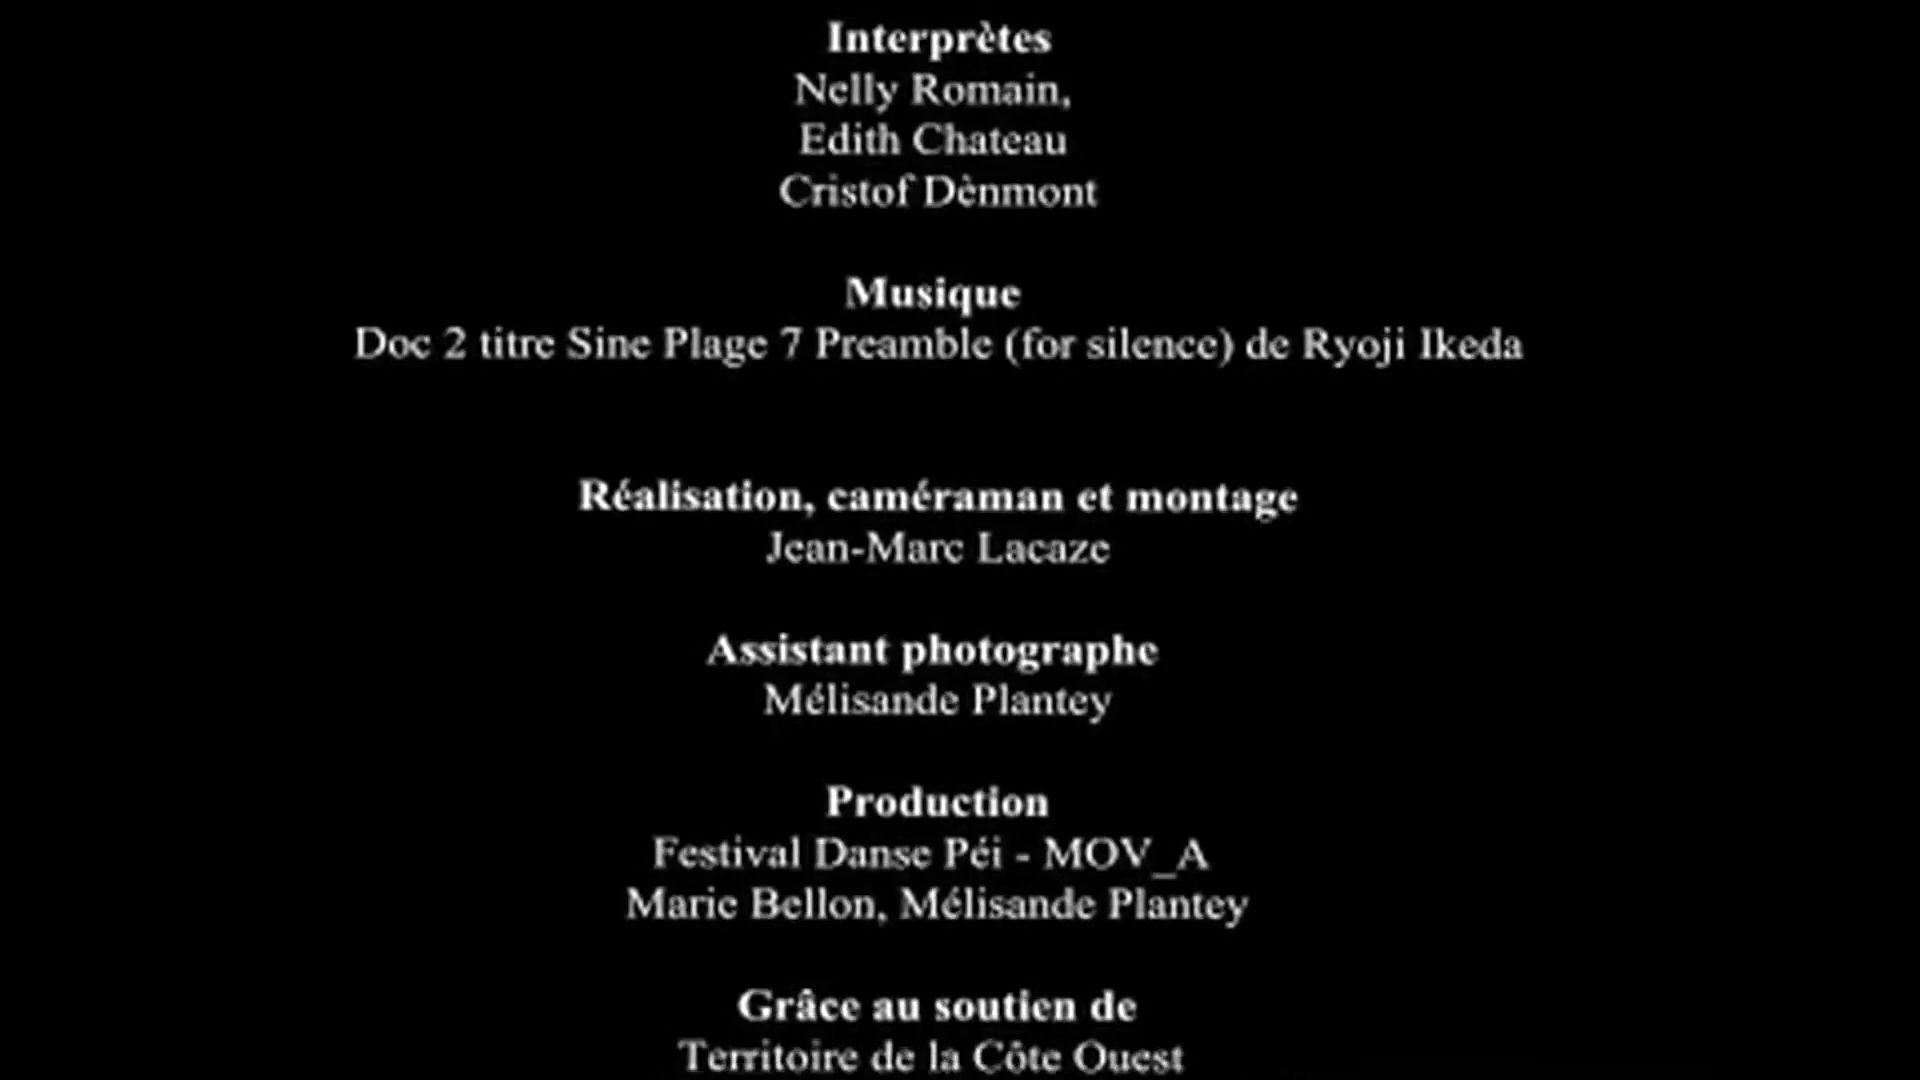 Interprètes
Nelly Romain,
Edith Chateau
Cristof Dènmont
Musique
Doc 2 titre Sine Plage 7 Preamble (for silence) de Ryoji Ikeda
Réalisation, caméraman et montage
Jean-Marc Lacaze
Assistant photographe
Mélisande Plantey
Production
Festival Danse Péi - MOV_A
Marie Bellon, Mélisande Plantey
Grâce au soutien de
Territoire de la Côte Ouest